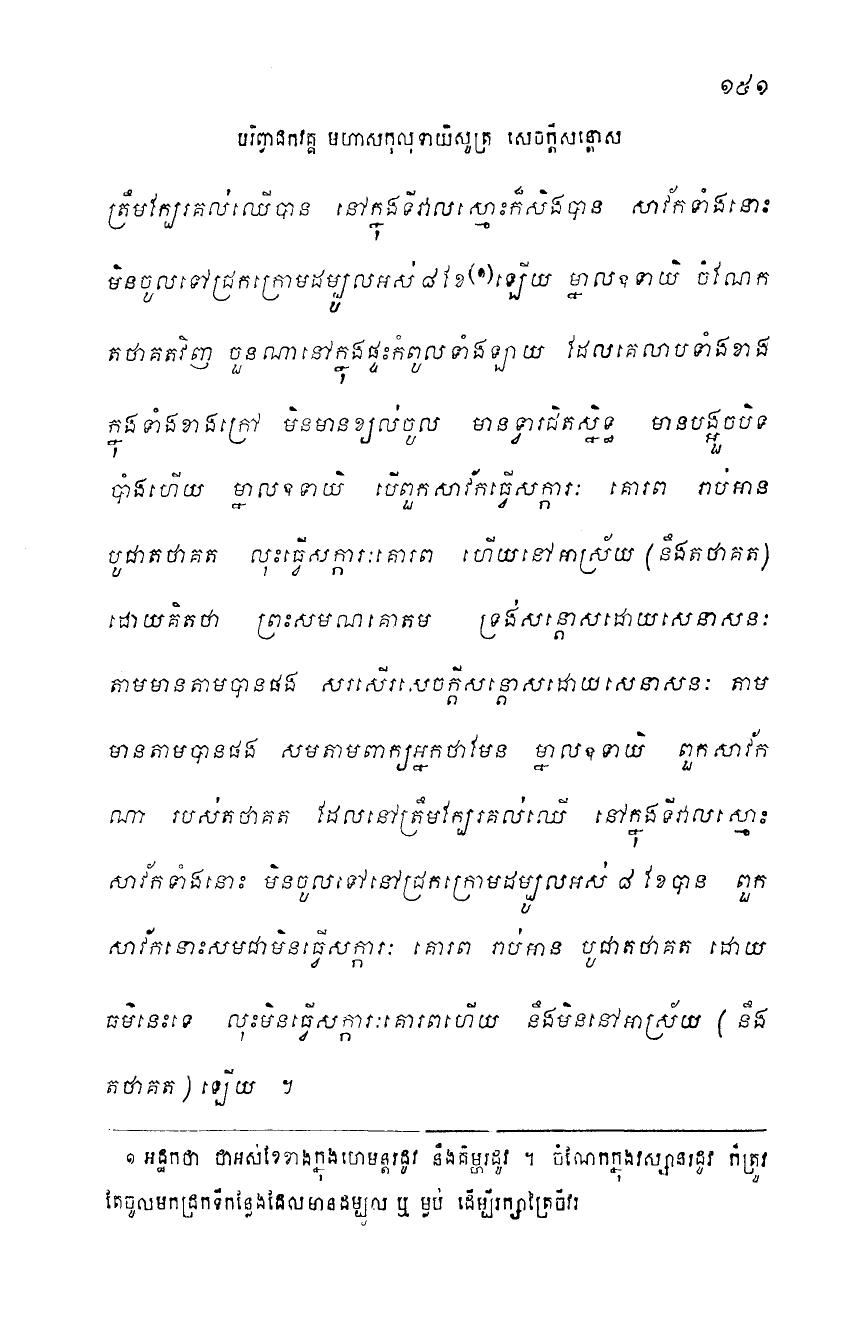 ១៥១
បរិព្វាជកវគ្គ មហាសកុលុទាយិសូត្រ សេចក្តីសន្តោស
ត្រឹមក្បែរគល់ឈើបាន នៅក្នុងទីវាលស្មោះក៏សឹងបាន សាវ័កទាំងនោះ
មិនចូលទៅជ្រកក្រោមដម្បូលអស់ ៨ ខែ(១)ឡើយ ម្នាលឧទាយិ ចំណែក
តថាគតវិញ ចួនណានៅក្នុងផ្ទះកំពូលទាំងឡាយ ដែលគេលាបទាំងខាង
ក្នុងទាំងខាងក្រៅ មិនមានខ្យល់ចូល មានទ្វារជិតស្និទ្ធ មានបង្អួចបិទ
បាំងហើយ ម្នាលឧទាយិ បើពួកសាវ័កធ្វើសក្ការៈ គោរព រាប់អាន
បូជាតថាគត លុះធ្វើសក្ការៈគោរព ហើយនៅអាស្រ័យ (នឹងតថាគត)
ដោយគិតថា ព្រះសមណគោតម ទ្រង់សន្តោសដោយសេនាសនៈ
តាមមានតាមបានផង សរសើរសេចក្តីសន្តោសដោយសេនាសនៈ តាម
មានតាមបានផង សមតាមពាក្យអ្នកថាមែន ម្នាលឧទាយិ ពួកសាវ័ក
ណា របស់តថាគត ដែលនៅត្រឹមក្បែរគល់ឈើ នៅក្នុងទីវាលស្មោះ
សាវ័កទាំងនោះ មិនចូលទៅនៅជ្រកក្រោមដម្បូលអស់ ៨ ខែបាន ពួក
សាវ័កនោះសមជាមិនធ្វើសក្ការៈ គោរព រាប់អាន បូជាតថាគត ដោយ
ធម៌នេះទេ លុះមិនធ្វើសក្ការៈគោរពហើយ នឹងមិននៅអាស្រ័យ ( នឹង
តថាគត ) ឡើយ ។
១ អដ្ឋកថា ថាអស់ខែខាងក្នុងហេមន្តរដូវ នឹងគិម្ហរដូវ ។ ចំណែកក្នុងវស្សានរដូវ ក៏ត្រូវ
តែចូលមកជ្រកទឹកន្លែងដែលមានដម្បូល ឬ ម្លប់ ដើម្បីរក្សាត្រៃចីវរ